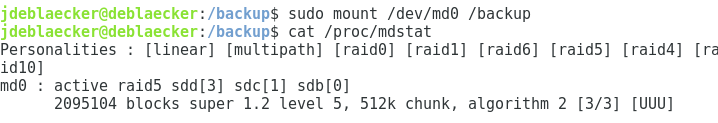 jdeblaecker@deblaecker:/backup$ sudo mount /dev/md0 /backup
jdeblaecker@deblaecker:/backup$ cat /proc/mdstat
Personalities : [linear] [multipath] [raid0] [raid1] [raid6] [raid5] [raid4] [ra
id10]
md0 : active raid5 sdd[3] sdc[1] sdb[0]
      2095104 blocks super 1.2 level 5, 512k chunk, algorithm 2 [3/3] [UUU]